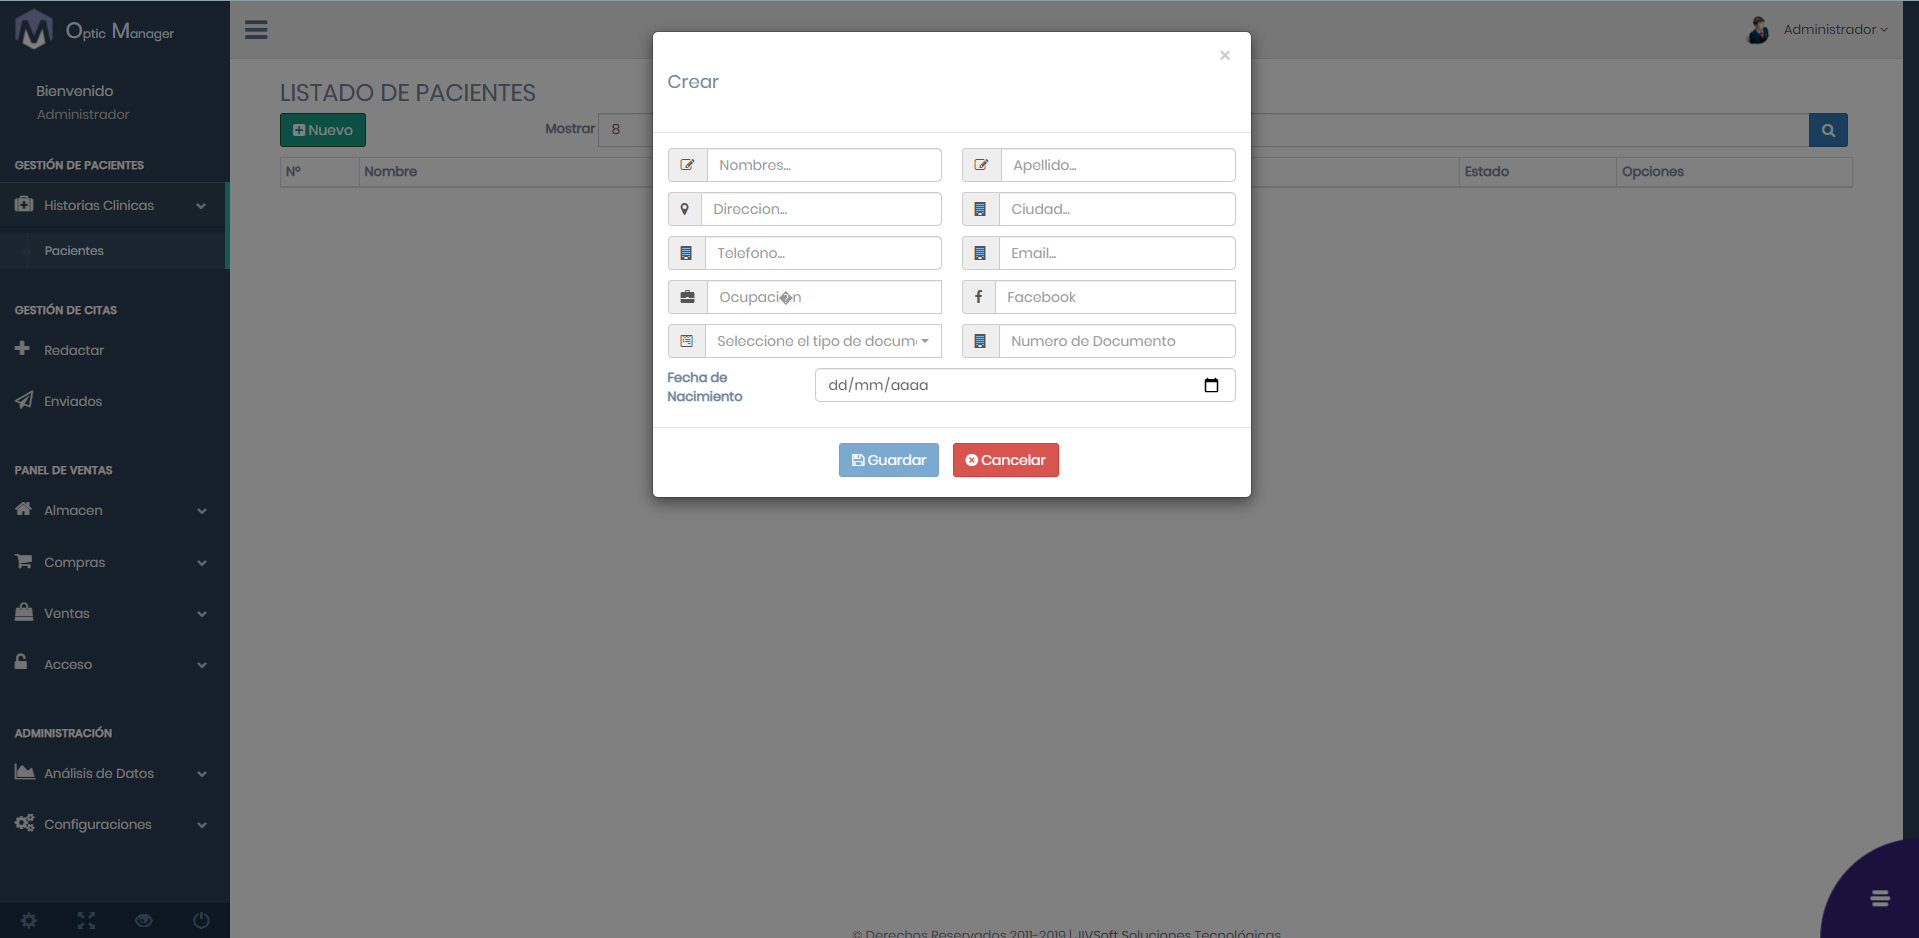 Optic Manager
Bienvenido
Administrador
GESTIÓN DE PACIENTES
Historias Clinicas
Pacientes
GESTIÓN DE CITAS
Redactar
Enviados
PANEL DE VENTAS
Almacen
Compras
Ventas
Acceso
ADMINISTRACIÓN
Análisis de Datos
Configuraciones
Administrador
LISTADO DE PACIENTES
Nuevo
Mostrar 8
Nº Nombre Estado Opciones
×
Crear
Nombres... Apellido...
Direccion... Ciudad...
Telefono... Email...
Ocupaci�n Facebook
Seleccione el tipo de docum Numero de Documento
Fecha de
Nacimiento
dd/mm/aaaa
Guardar Cancelar
© Derechos Reservados 2011-2019 | JIVSoft Soluciones Tecnológicas